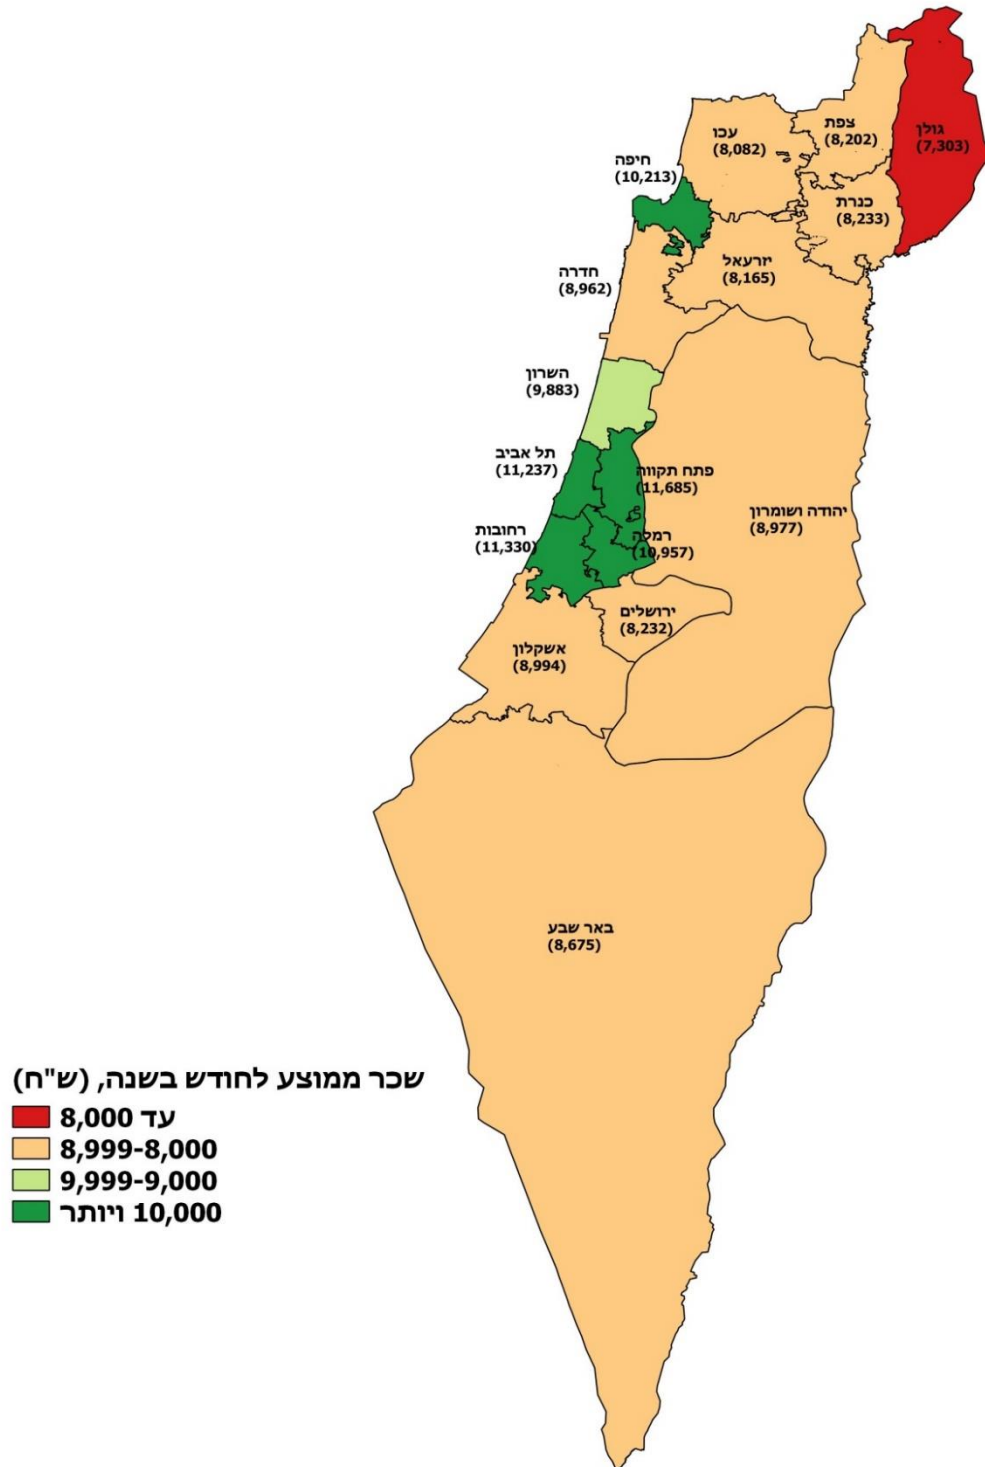 גולן
(7,303)
צפת
(8,202)
עכו
(8,082)
חיפה
(10,213)
כנרת
(8,233)
יזרעאל
(8,165)
חדרה
(8,962)
השרון
(9,883)
תל אביב
(11,237)
פתח תקווה
(11,685)
יהודה ושומרון
(8,977)
רחובות
(11,330)
רמלה
(10,957)
ירושלים
(8,232)
אשקלון
(8,994)
באר שבע
(8,675)
שכר ממוצע לחודש בשנה, (ש"ח)
עד 8,000
8,999-8,000
9,999-9,000
10,000 ויותר